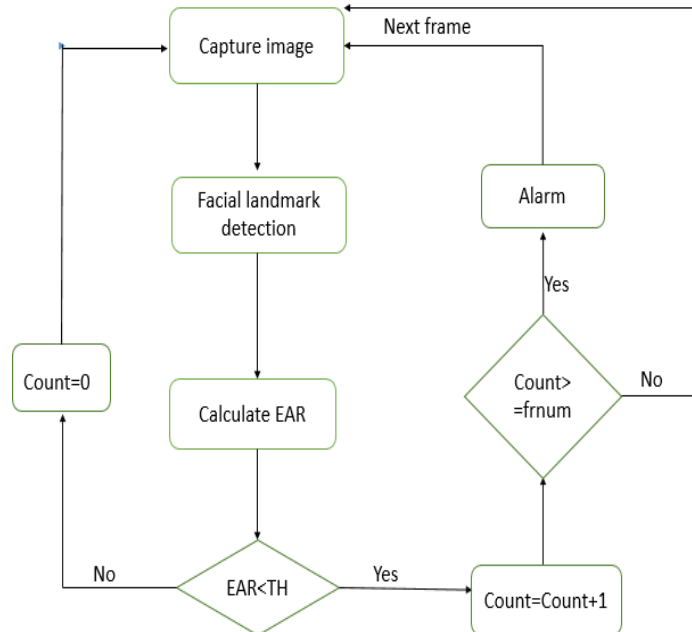 Capture image
Next frame
Facial landmark
detection
Alarm
Yes
Count=0
Calculate EAR
Count>
=frnum
No
No
EAR<TH
Yes
Count=Count+1